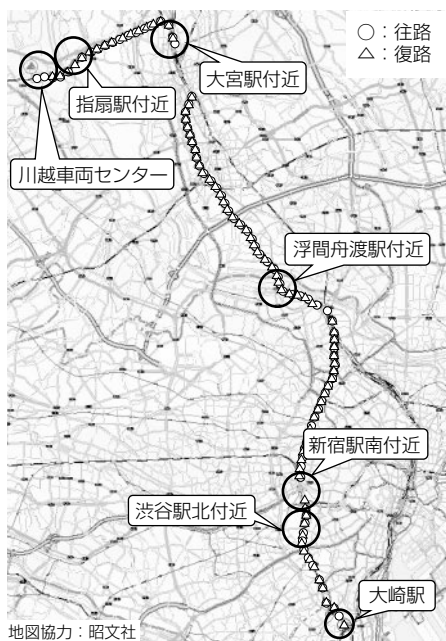 ○：往路
△：復路
大宮駅付近
指扇駅付近
川越車両センター
浮間舟渡駅付近
新宿駅南付近
渋谷駅北付近
大崎駅
地図協力：昭文社